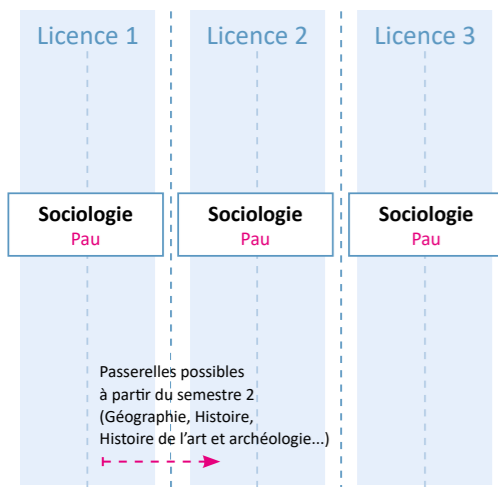 Licence 1
Licence 2
Licence 3
Sociologie
Pau
Sociologie
Pau
Sociologie
Pau
Passerelles possibles
à partir du semestre 2
(Géographie, Histoire,
Histoire de l'art et archéologie...)